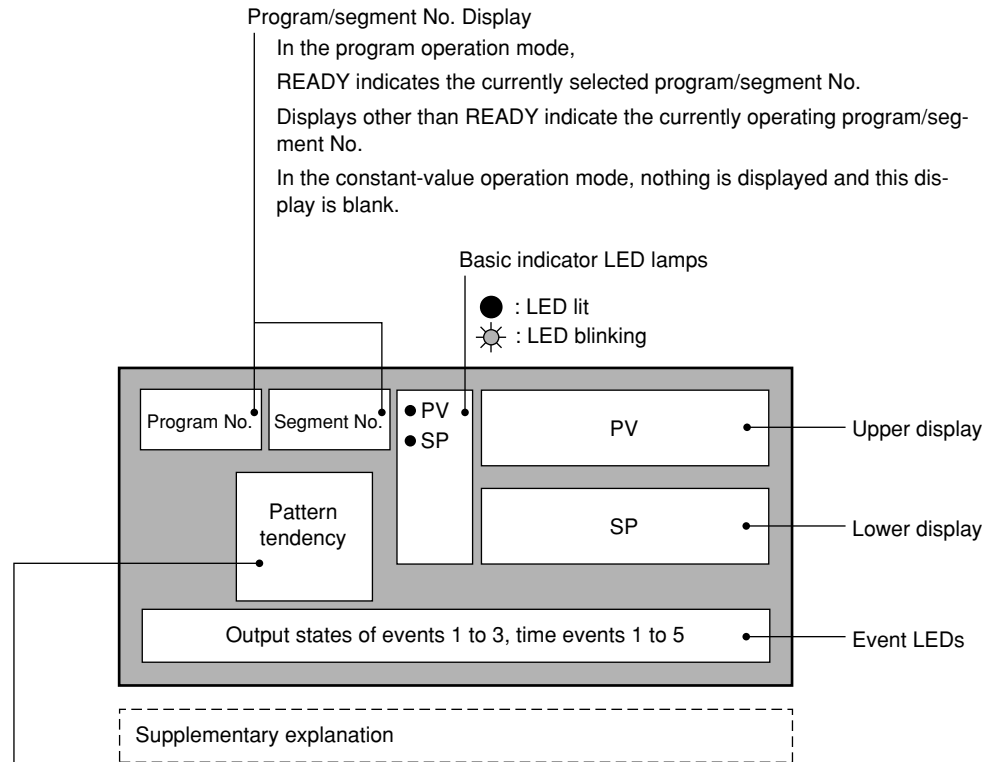 Program/segment No. Display
In the program operation mode,
READY indicates the currently selected program/segment No.
Displays other than READY indicate the currently operating program/seg-
ment No.
In the constant-value operation mode, nothing is displayed and this dis-
play is blank.
Basic indicator LED lamps
: LED lit
: LED blinking
Program No.
Segment No.
PV
SP
PV
Upper display
Pattern
tendency
SP
Lower display
Output states of events 1 to 3, time events 1 to 5
Event LEDs
Supplementary explanation